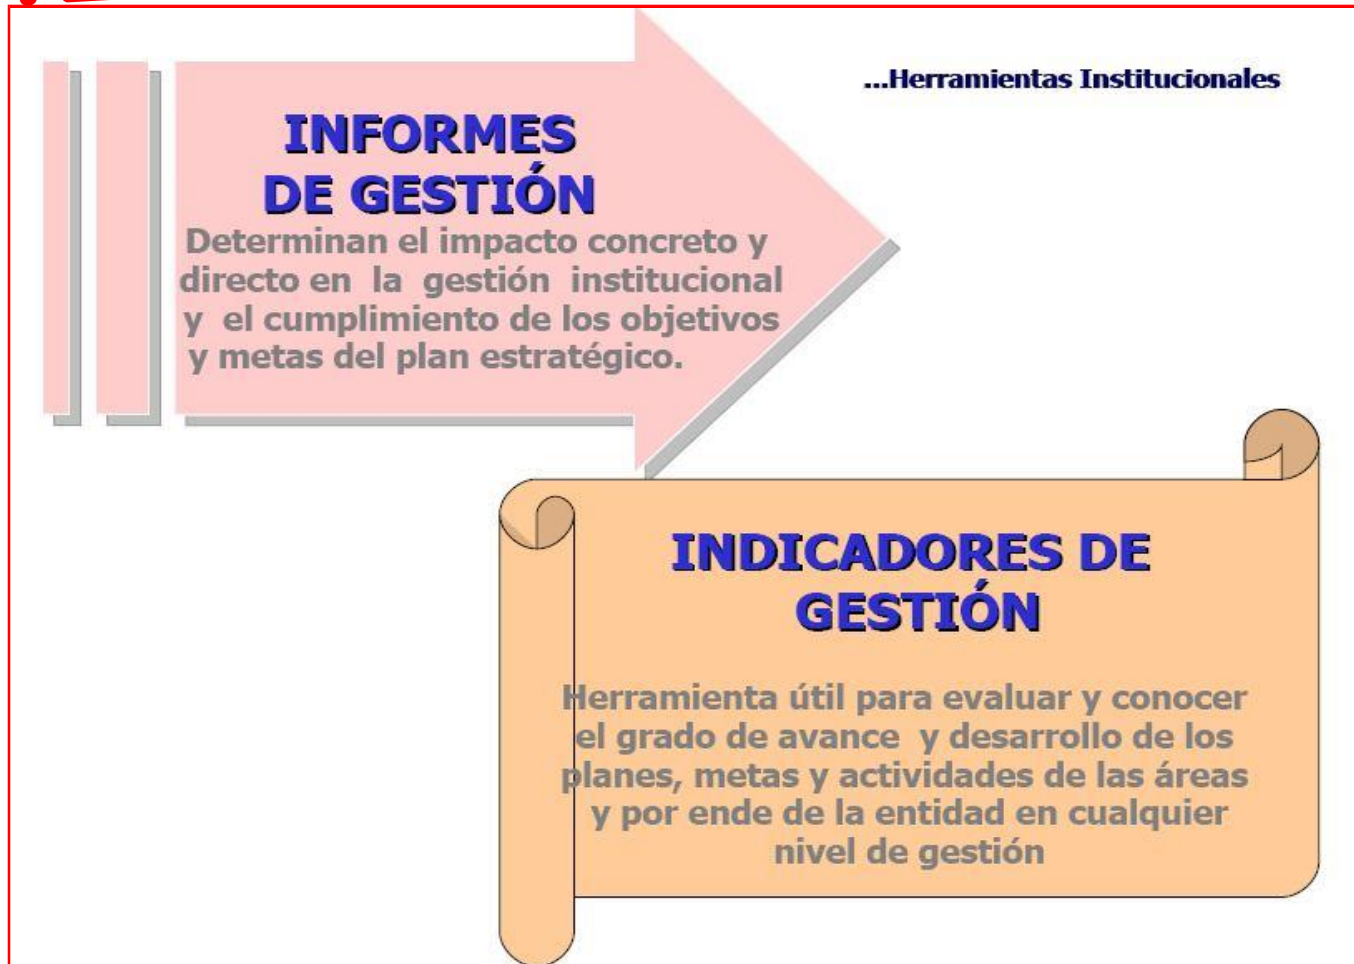 ...Herramientas Institucionales
INFORMES
DE GESTIÓN
Determinan el impacto concreto y
directo en la gestión institucional
y el cumplimiento de los objetivos
y metas del plan estratégico.
INDICADORES DE
GESTIÓN
Herramienta útil para evaluar y conocer
el grado de avance y desarrollo de los
planes, metas y actividades de las áreas
y por ende de la entidad en cualquier
nivel de gestión